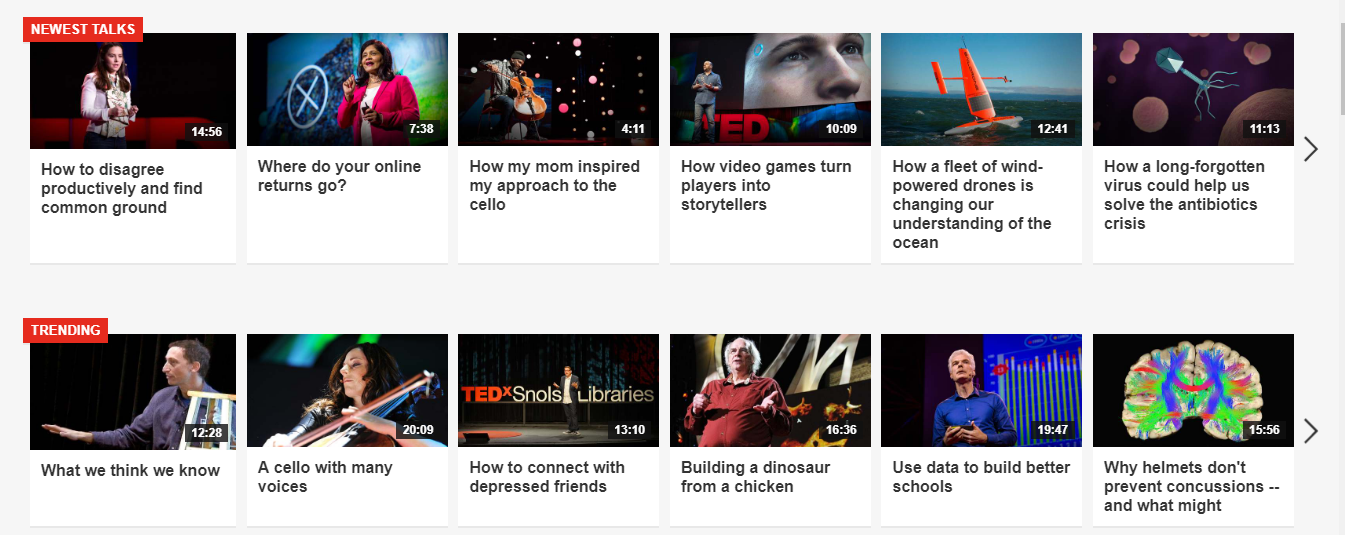 NEWEST TALKS
14:56
7:38
4:11
TED
10:09
12:41
11:13
How to disagree
productively and find
common ground
Where do your online
returns go?
How my mom inspired
my approach to the
cello
How video games turn
players into
storytellers
How a fleet of wind-
powered drones is
changing our
understanding of the
ocean
How a long-forgotten
virus could help us
solve the antibiotics
crisis
TRENDING
12:28
20:09
TEDxSnoIsleLibraries
13:10
16:36
19:47
15:56
What we think we know
A cello with many
voices
How to connect with
depressed friends
Building a dinosaur
from a chicken
Use data to build better
schools
Why helmets don't
prevent concussions --
and what might